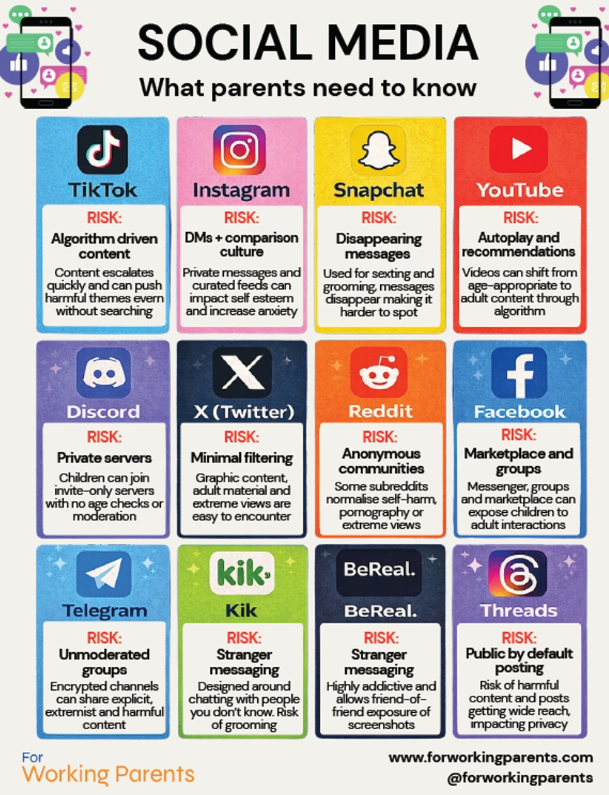 SOCIAL MEDIA
What parents need to know
TikTok
RISK:
Algorithm driven
content
Content escalates
quickly and can push
harmful themes evern
without searching
Instagram
RISK:
DMs + comparison
culture
Private messages and
curated feeds can
impact self esteem
and increase anxiety
Snapchat
RISK:
Disappearing
messages
Used for sexting and
grooming, messages
disappear making it
harder to spot
YouTube
RISK:
Autoplay and
recommendations
Videos can shift from
age-appropriate to
adult content through
algorithm
Discord
RISK:
Private servers
Children can join
invite-only servers
with no age checks or
moderation
X (Twitter)
RISK:
Minimal filtering
Graphic content,
adult material and
extreme views are
easy to encounter
Reddit
RISK:
Anonymous
communities
Some subreddits
normalise self-harm,
pornography or
extreme views
Facebook
RISK:
Marketplace and
groups
Messenger, groups
and marketplace can
expose children to
adult interactions
Telegram
RISK:
Unmoderated
groups
Encrypted channels
can share explicit,
extremist and harmful
content
kik
Kik
RISK:
Stranger
messaging
Designed around
chatting with people
you don't know. Risk
of grooming
BeReal.
BeReal.
RISK:
Stranger
messaging
Highly addictive and
allows friend-of-
friend exposure of
screenshots
Threads
RISK:
Public by default
posting
Risk of harmful
content and posts
getting wide reach,
impacting privacy
For
Working Parents
www.forworkingparents.com
@forworkingparents